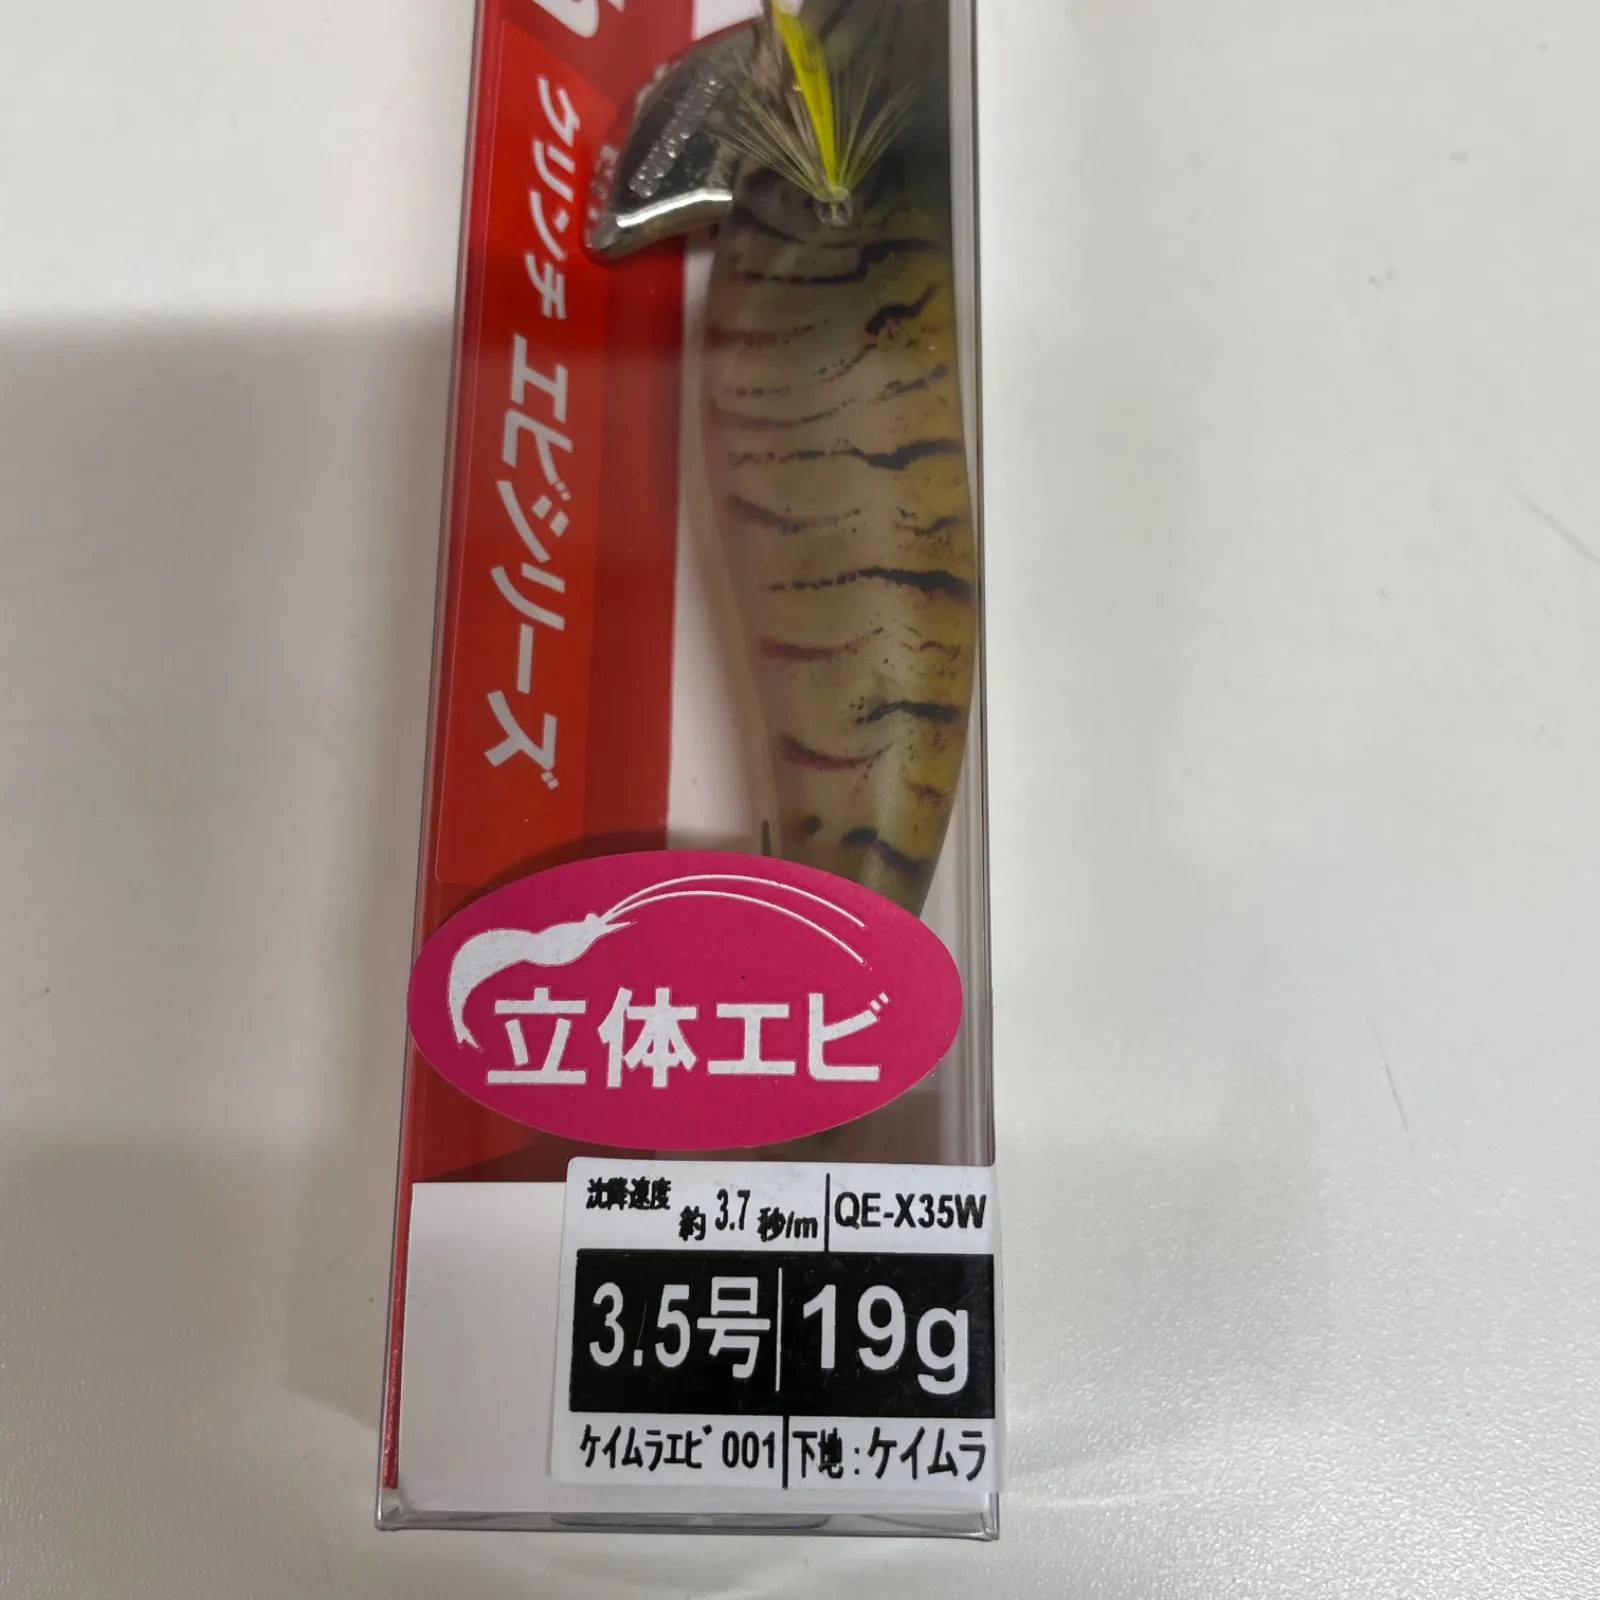 クリンチ エビシリーズ
立体エビ
沈降速度 約 3.7 秒/m QE-X35W
3.5号 19g
ケイムラエビ 001 下地:ケイムラ